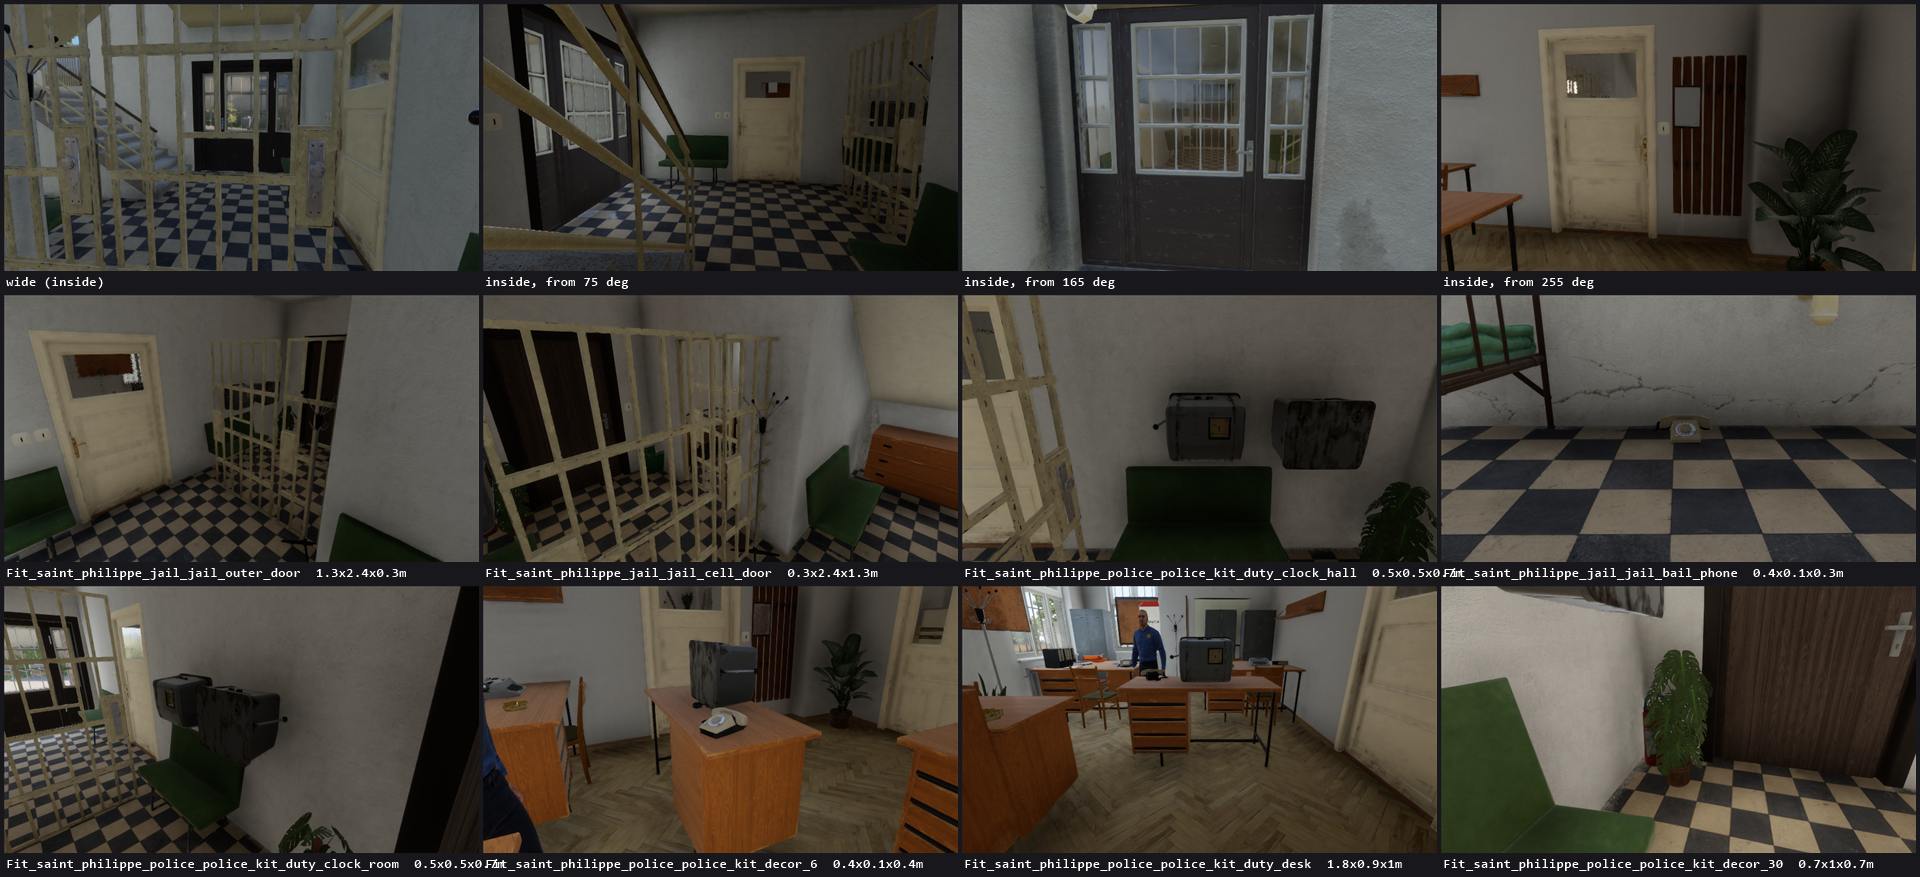 wide (inside)
inside, from 75 deg
inside, from 165 deg
inside, from 255 deg
Fit_saint_philippe_jail_jail_outer_door 1.3x2.4x0.3m
Fit_saint_philippe_jail_jail_cell_door 0.3x2.4x1.3m
Fit_saint_philippe_police_police_kit_duty_clock_hall 0.5x0.5x0.
Fit_saint_philippe_jail_jail_bail_phone 0.4x0.1x0.3m
Fit_saint_philippe_police_police_kit_duty_clock_room 0.5x0.5x0.
Fit_saint_philippe_police_police_kit_decor_6 0.4x0.1x0.4m
Fit_saint_philippe_police_police_kit_duty_desk 1.8x0.9x1m
Fit_saint_philippe_police_police_kit_decor_30 0.7x1x0.7m